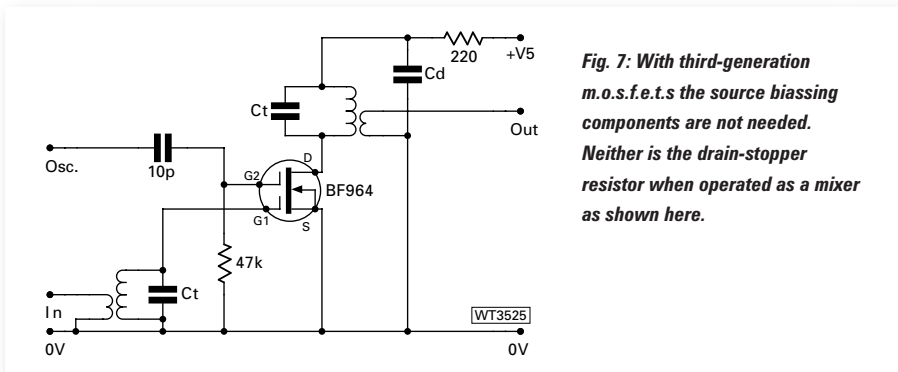 +V5
220
Cd
Ct
Out
Osc.
10p
D
G2
BF964
G1
S
47k
In
Ct
WT3525
0V
0V
Fig. 7: With third-generation
m.o.s.f.e.t.s the source biassing
components are not needed.
Neither is the drain-stopper
resistor when operated as a mixer
as shown here.